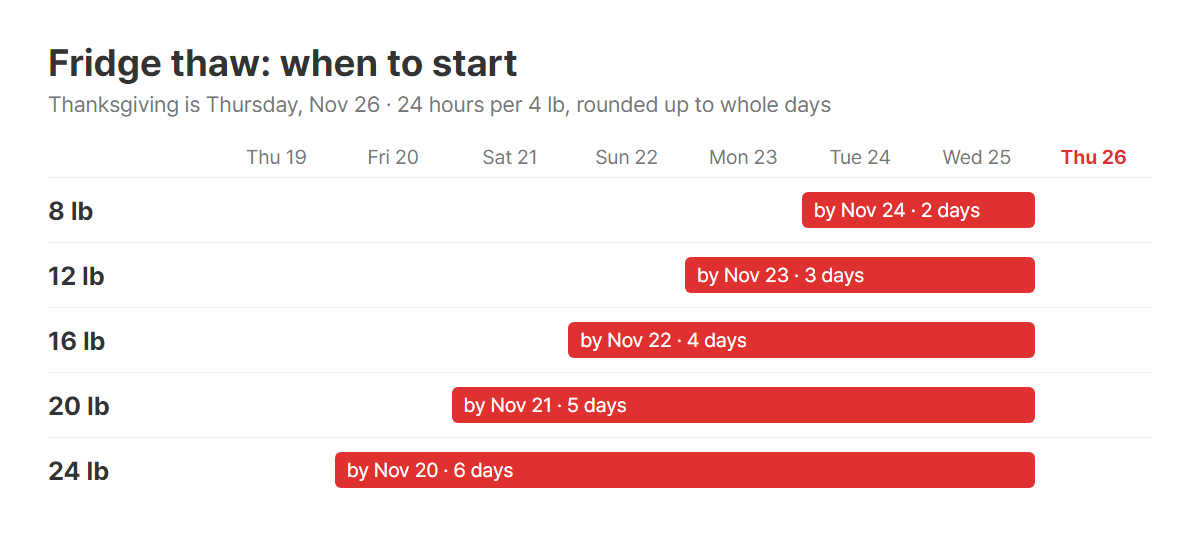 Fridge thaw: when to start
Thanksgiving is Thursday, Nov 26 · 24 hours per 4 lb, rounded up to whole days
Thu 19 Fri 20 Sat 21 Sun 22 Mon 23 Tue 24 Wed 25 Thu 26
8 lb by Nov 24 · 2 days
12 lb by Nov 23 · 3 days
16 lb by Nov 22 · 4 days
20 lb by Nov 21 · 5 days
24 lb by Nov 20 · 6 days